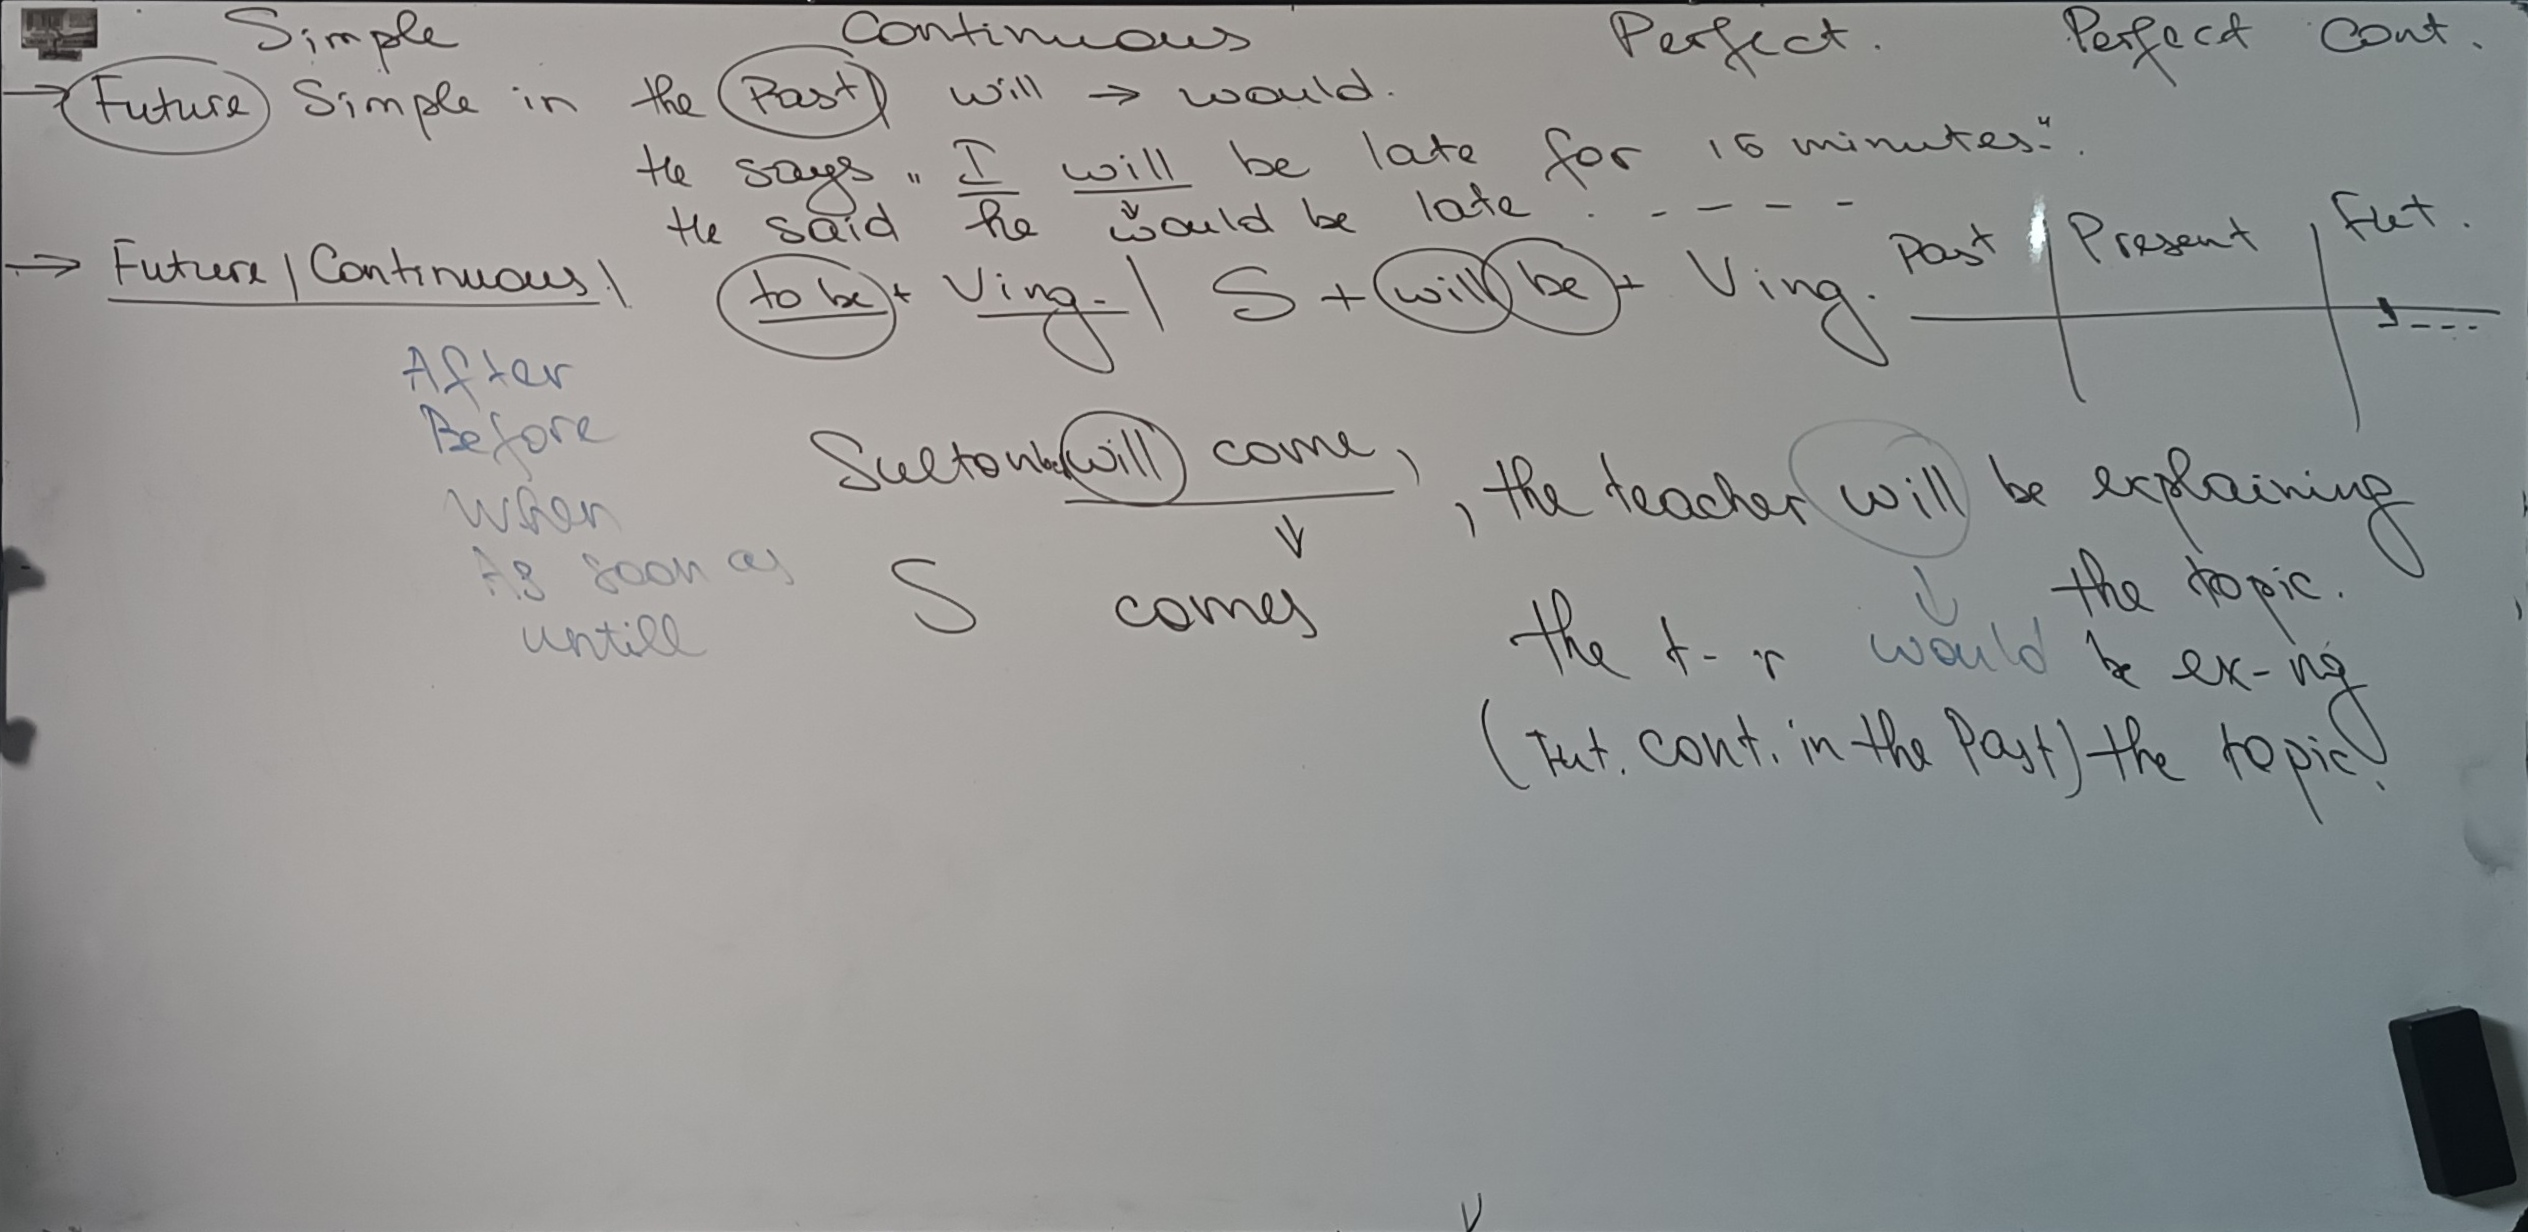 Simple Continuous Perfect. Perfect Cont.
→ Future Simple in the Past will → would.
He says „I will be late for 15 minutes“.
He said he would be late . - - - -
Past | Present | Fut.
→ Future | Continuous | to be + Ving. | S + will be + Ving.
After
Before
When
As soon as
untill
will come, , the teacher will be explaining
the topic.
S comes
the t-r would be ex-ng
(Fut. cont. in the Past) the topic.